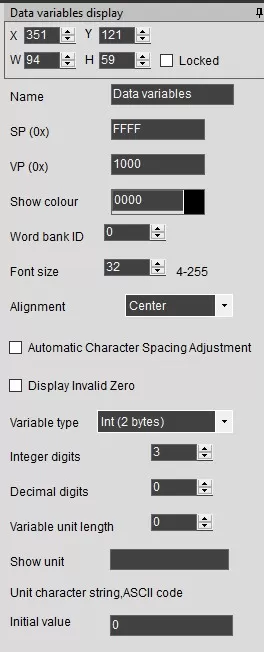 Data variables display
X 351 Y 121
W 94 H 59 Locked
Name Data variables
SP (0x) FFFF
VP (0x) 1000
Show colour 0000
Word bank ID 0
Font size 32 4-255
Alignment Center
Automatic Character Spacing Adjustment
Display Invalid Zero
Variable type Int (2 bytes)
Integer digits 3
Decimal digits 0
Variable unit length 0
Show unit
Unit character string,ASCII code
Initial value 0